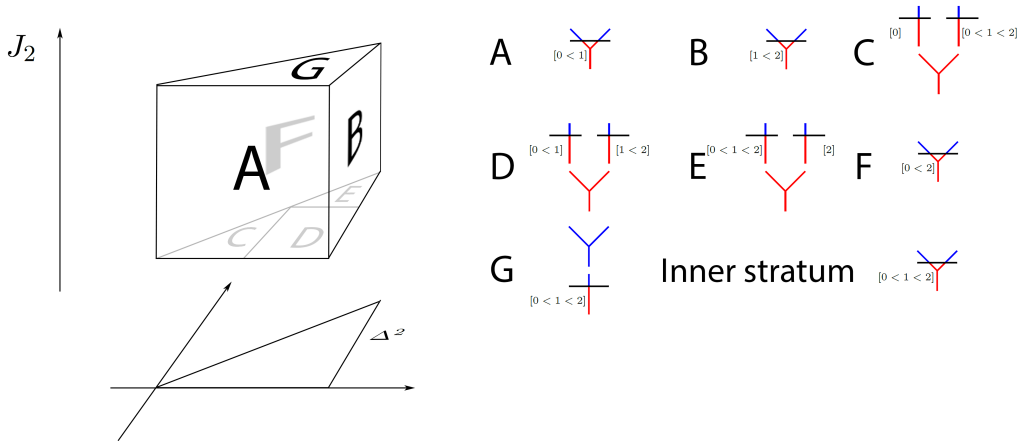 J₂
G
A
F
B
C
D
E
Δ²
A
[0 < 1]
B
[1 < 2]
C
[0]
[0 < 1 < 2]
D
[0 < 1]
[1 < 2]
E
[0 < 1 < 2]
[2]
F
[0 < 2]
G
[0 < 1 < 2]
Inner stratum
[0 < 1 < 2]